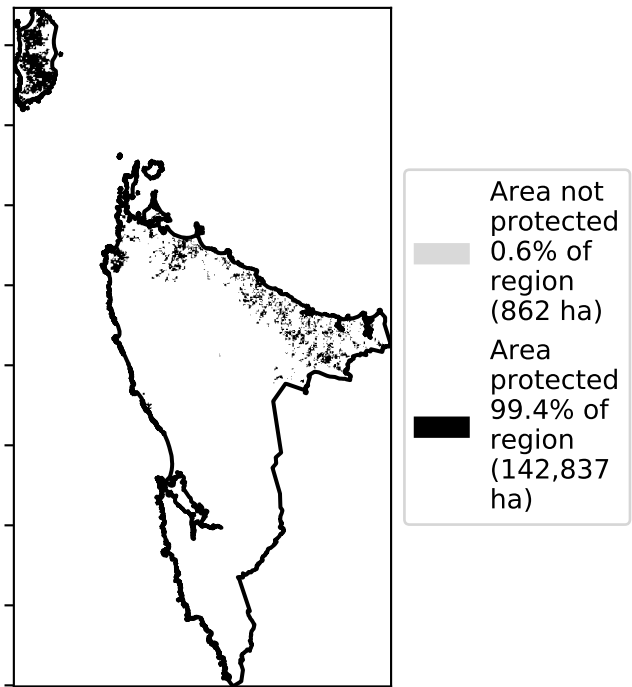 Area not
protected
0.6% of
region
(862 ha)
Area
protected
99.4% of
region
(142,837
ha)